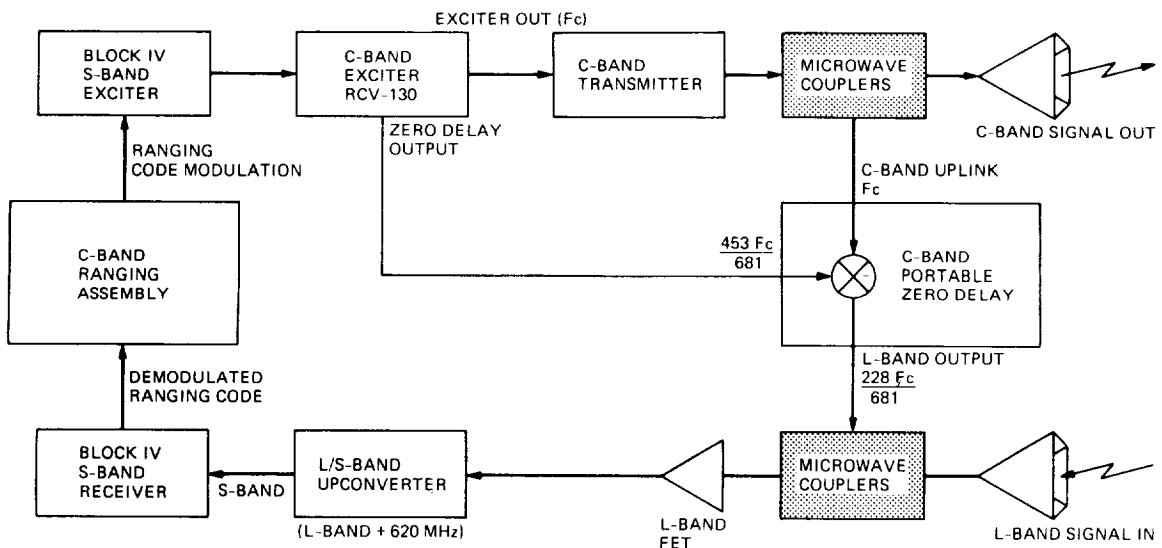 EXCITER OUT (Fc)
BLOCK IV
S-BAND
EXCITER
C-BAND
EXCITER
RCV-130
C-BAND
TRANSMITTER
MICROWAVE
COUPLERS
C-BAND SIGNAL OUT
ZERO DELAY
OUTPUT
RANGING
CODE MODULATION
C-BAND UPLINK
Fc
C-BAND
RANGING
ASSEMBLY
453 Fc
681
C-BAND
PORTABLE
ZERO DELAY
L-BAND OUTPUT
228 Fc
681
DEMODULATED
RANGING CODE
BLOCK IV
S-BAND
RECEIVER
S-BAND
L/S-BAND
UPCONVERTER
(L-BAND + 620 MHz)
L-BAND
FET
MICROWAVE
COUPLERS
L-BAND SIGNAL IN